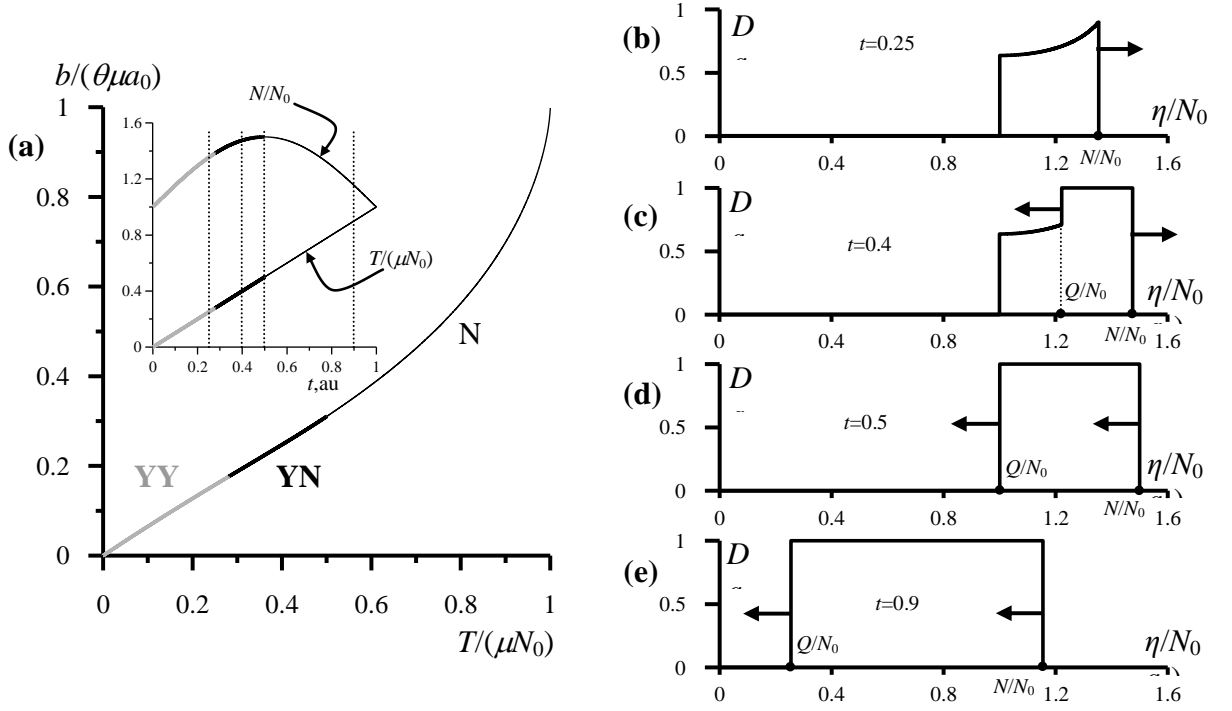 (a)
b/(θμa₀)
1
0.8
0.6
0.4
0.2
0
0
0.2
0.4
0.6
0.8
1
T/(μN₀)
YY
YN
N
1.6
1.2
0.8
0.4
0
0
0.2
0.4
0.6
0.8
1
t,au
N/N₀
T/(μN₀)
(b)
1
0.5
0
D
t=0.25
η/N₀
N/N₀
0
0.4
0.8
1.2
1.6
(c)
1
0.5
0
D
t=0.4
Q/N₀
η/N₀
N/N₀
0
0.4
0.8
1.2
1.6
(d)
1
0.5
0
D
t=0.5
Q/N₀
η/N₀
N/N₀
0
0.4
0.8
1.2
1.6
(e)
1
0.5
0
D
t=0.9
Q/N₀
η/N₀
N/N₀
0
0.4
0.8
1.2
1.6